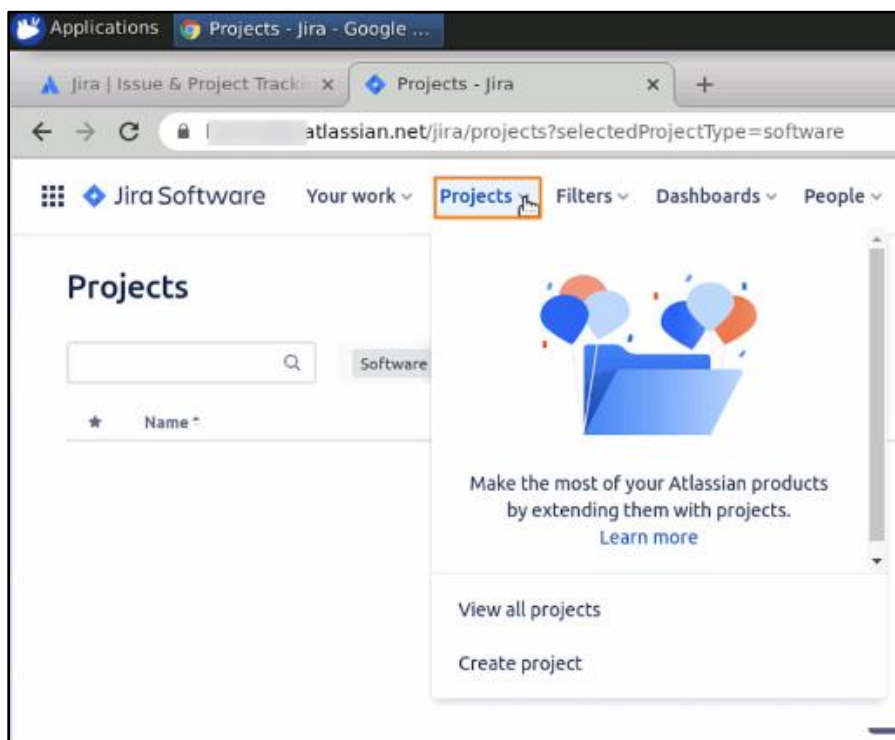 Applications Projects - Jira - Google ...
Jira | Issue & Project Tracki Projects - Jira
atlassian.net/jira/projects?selectedProjectType=software
Jira Software Your work Projects Filters Dashboards People
Projects
Software
Name
Make the most of your Atlassian products
by extending them with projects.
Learn more
View all projects
Create project